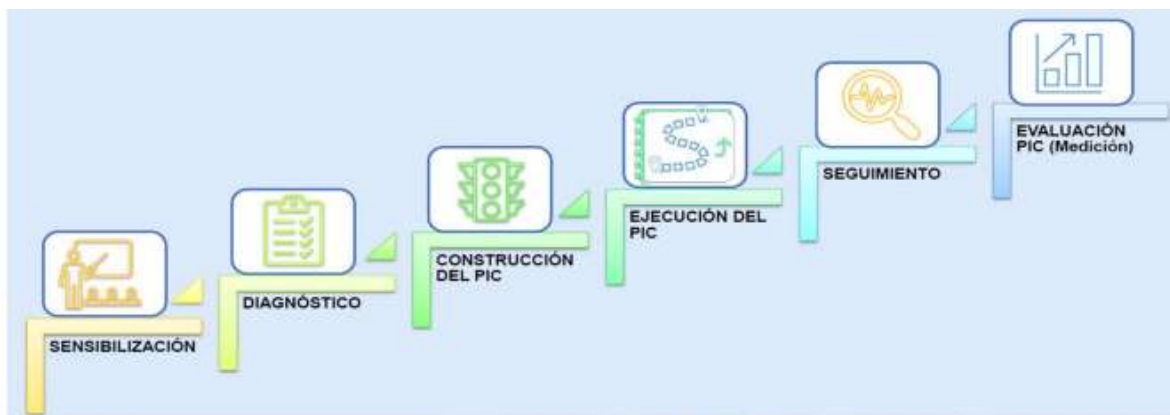 SENSIBILIZACIÓN
DIAGNÓSTICO
CONSTRUCCIÓN
DEL PIC
EJECUCIÓN DEL
PIC
SEGUIMIENTO
EVALUACIÓN
PIC (Medición)